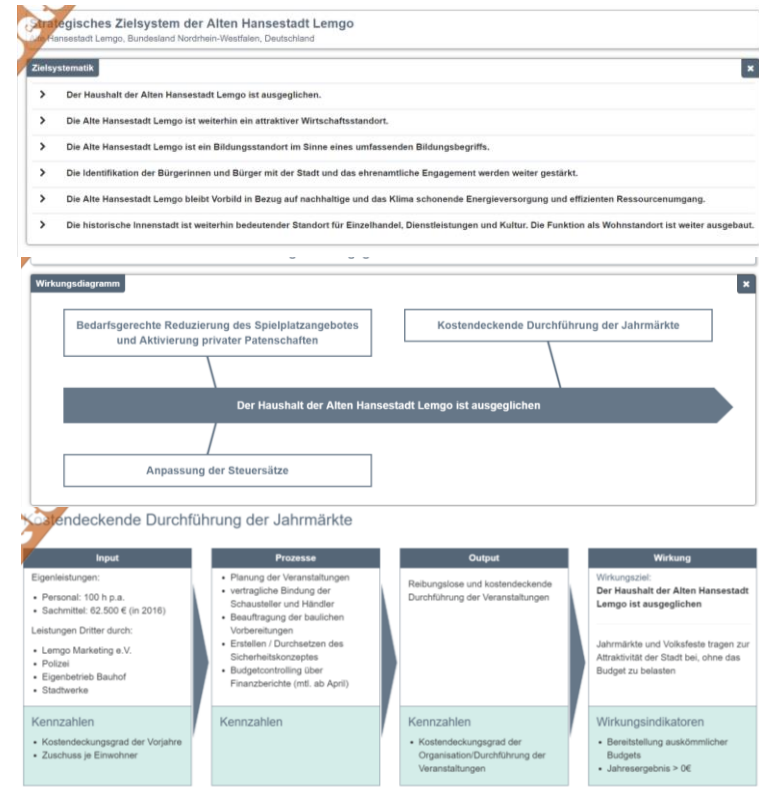 Strategisches Zielsystem der Alten Hansestadt Lemgo
Alte Hansestadt Lemgo, Bundesland Nordrhein-Westfalen, Deutschland
Zielsystematik
Der Haushalt der Alten Hansestadt Lemgo ist ausgeglichen.
Die Alte Hansestadt Lemgo ist weiterhin ein attraktiver Wirtschaftsstandort.
Die Alte Hansestadt Lemgo ist ein Bildungsstandort im Sinne eines umfassenden Bildungsbegriffs.
Die Identifikation der Bürgerinnen und Bürger mit der Stadt und das ehrenamtliche Engagement werden weiter gestärkt.
Die Alte Hansestadt Lemgo bleibt Vorbild in Bezug auf nachhaltige und das Klima schonende Energieversorgung und effizienten Ressourcenumgang.
Die historische Innenstadt ist weiterhin bedeutender Standort für Einzelhandel, Dienstleistungen und Kultur. Die Funktion als Wohnstandort ist weiter ausgebaut.
Wirkungsdiagramm
Bedarfsgerechte Reduzierung des Spielplatzangebotes
und Aktivierung privater Patenschaften
Kostendeckende Durchführung der Jahrmärkte
Der Haushalt der Alten Hansestadt Lemgo ist ausgeglichen
Anpassung der Steuersätze
Kostendeckende Durchführung der Jahrmärkte
Input
Eigenleistungen:
• Personal: 100 h p.a.
• Sachmittel: 62.500 € (in 2016)
Leistungen Dritter durch:
• Lemgo Marketing e.V.
• Polizei
• Eigenbetrieb Bauhof
• Stadtwerke
Kennzahlen
• Kostendeckungsgrad der Vorjahre
• Zuschuss je Einwohner
Prozesse
• Planung der Veranstaltungen
• vertragliche Bindung der
Schausteller und Händler
• Beauftragung der baulichen
Vorbereitungen
• Erstellen / Durchsetzen des
Sicherheitskonzeptes
• Budgetcontrolling über
Finanzberichte (mtl. ab April)
Kennzahlen
Output
Reibungslose und kostendeckende
Durchführung der Veranstaltungen
Kennzahlen
• Kostendeckungsgrad der
Organisation/Durchführung der
Veranstaltungen
Wirkung
Wirkungsziel:
Der Haushalt der Alten Hansestadt
Lemgo ist ausgeglichen
Jahrmärkte und Volksfeste tragen zur
Attraktivität der Stadt bei, ohne das
Budget zu belasten
Wirkungsindikatoren
• Bereitstellung auskömmlicher
Budgets
• Jahresergebnis > 0€